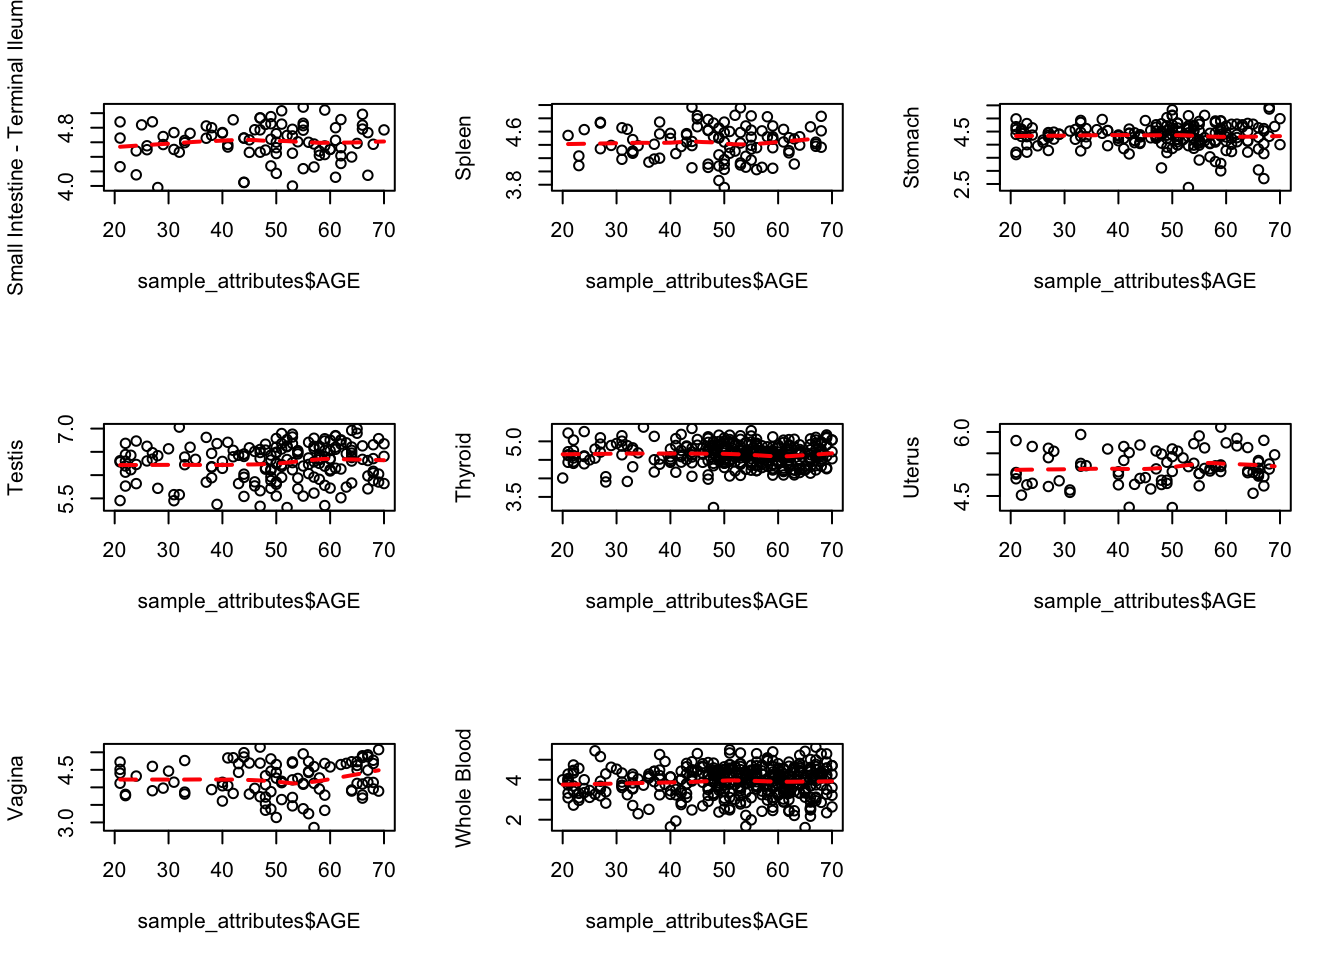 Small Intestine - Terminal Ileum
4.0 4.8
20 30 40 50 60 70
sample_attributes$AGE
Spleen
3.8 4.6
20 30 40 50 60 70
sample_attributes$AGE
Stomach
2.5 4.5
20 30 40 50 60 70
sample_attributes$AGE
Testis
5.5 7.0
20 30 40 50 60 70
sample_attributes$AGE
Thyroid
3.5 5.0
20 30 40 50 60 70
sample_attributes$AGE
Uterus
4.5 6.0
20 30 40 50 60 70
sample_attributes$AGE
Vagina
3.0 4.5
20 30 40 50 60 70
sample_attributes$AGE
Whole Blood
2 4
20 30 40 50 60 70
sample_attributes$AGE